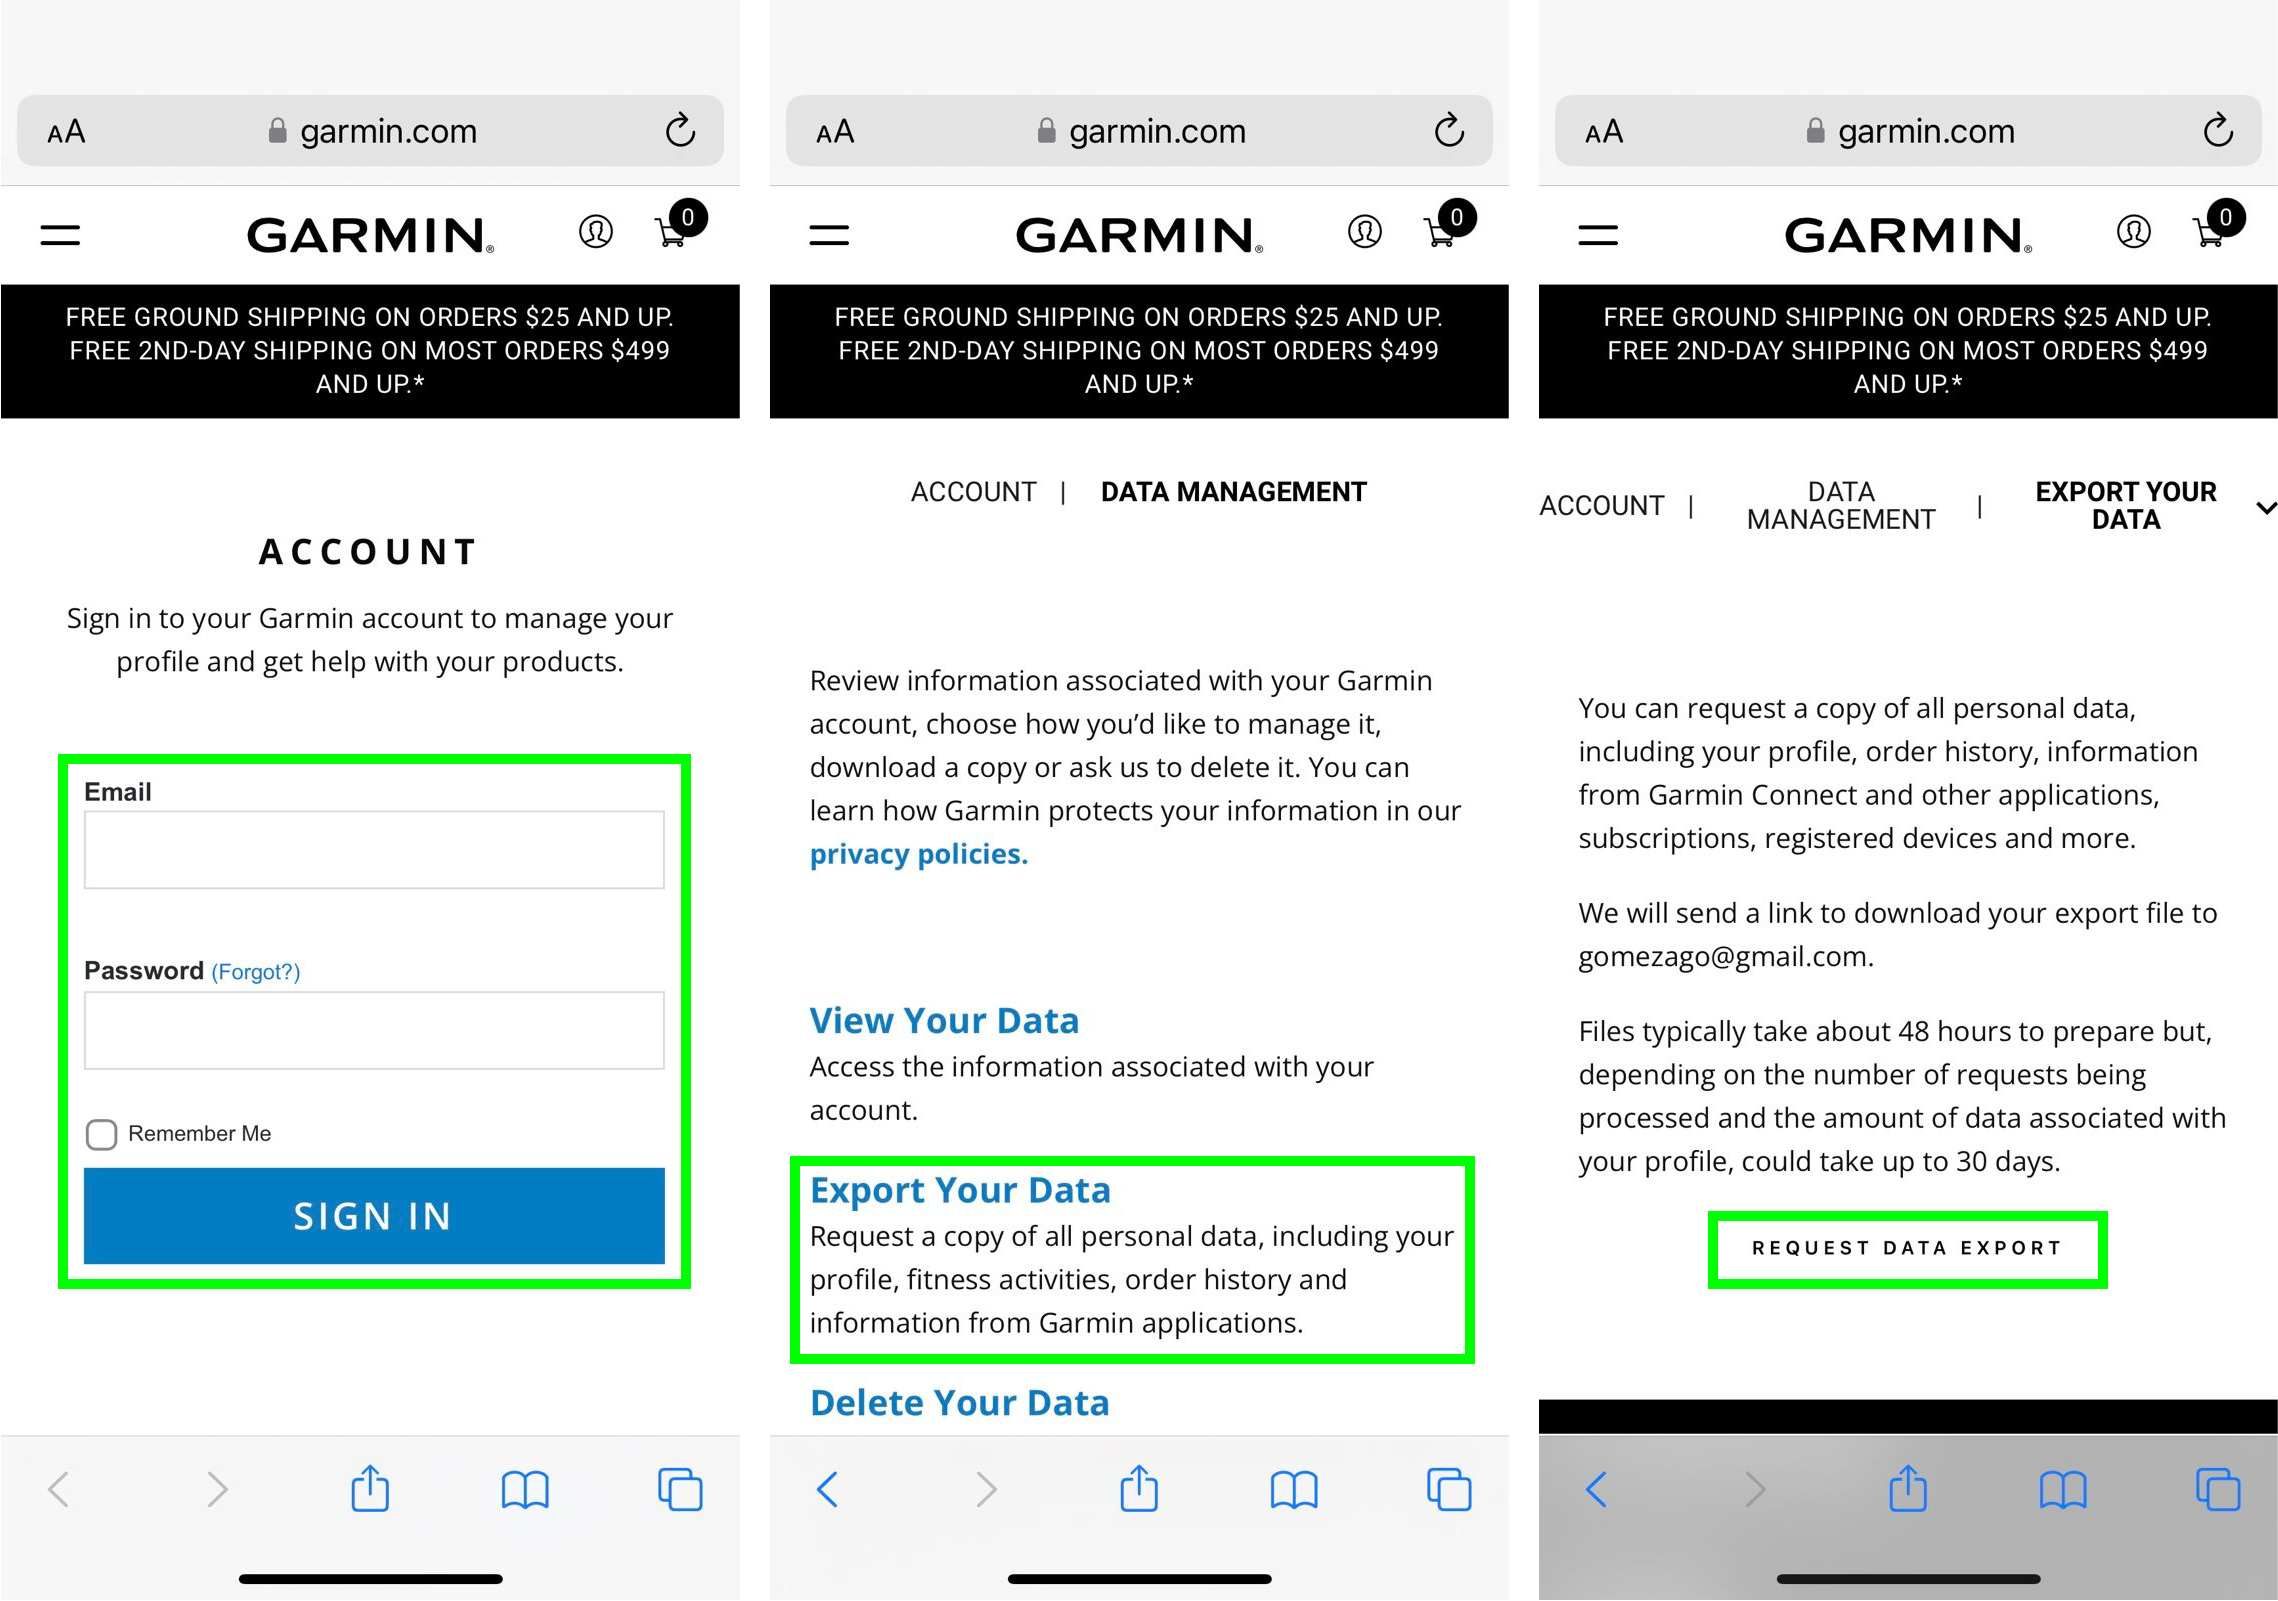 AA garmin.com
GARMIN®
0
FREE GROUND SHIPPING ON ORDERS $25 AND UP.
FREE 2ND-DAY SHIPPING ON MOST ORDERS $499
AND UP.*
ACCOUNT
Sign in to your Garmin account to manage your
profile and get help with your products.
Email
Password (Forgot?)
Remember Me
SIGN IN
AA garmin.com
GARMIN®
0
FREE GROUND SHIPPING ON ORDERS $25 AND UP.
FREE 2ND-DAY SHIPPING ON MOST ORDERS $499
AND UP.*
ACCOUNT | DATA MANAGEMENT
Review information associated with your Garmin
account, choose how you’d like to manage it,
download a copy or ask us to delete it. You can
learn how Garmin protects your information in our
privacy policies.
View Your Data
Access the information associated with your
account.
Export Your Data
Request a copy of all personal data, including your
profile, fitness activities, order history and
information from Garmin applications.
Delete Your Data
AA garmin.com
GARMIN®
0
FREE GROUND SHIPPING ON ORDERS $25 AND UP.
FREE 2ND-DAY SHIPPING ON MOST ORDERS $499
AND UP.*
ACCOUNT |
DATA
MANAGEMENT |
EXPORT YOUR
DATA
You can request a copy of all personal data,
including your profile, order history, information
from Garmin Connect and other applications,
subscriptions, registered devices and more.
We will send a link to download your export file to
gomezago@gmail.com.
Files typically take about 48 hours to prepare but,
depending on the number of requests being
processed and the amount of data associated with
your profile, could take up to 30 days.
REQUEST DATA EXPORT